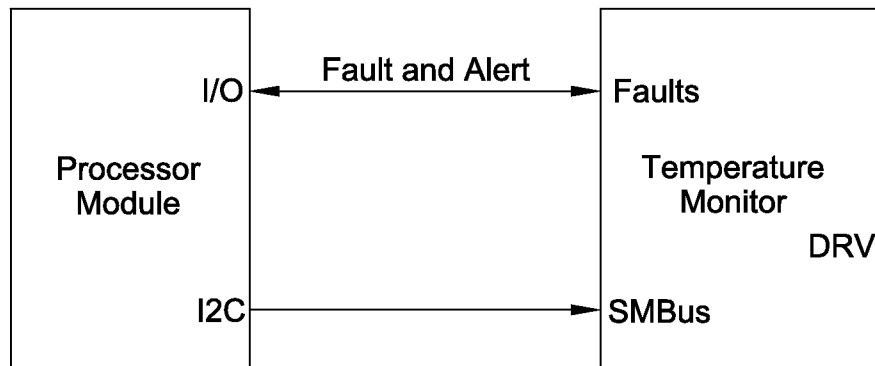 Fault and Alert
I/O
Faults
Processor
Module
Temperature
Monitor
DRV
I2C
SMBus